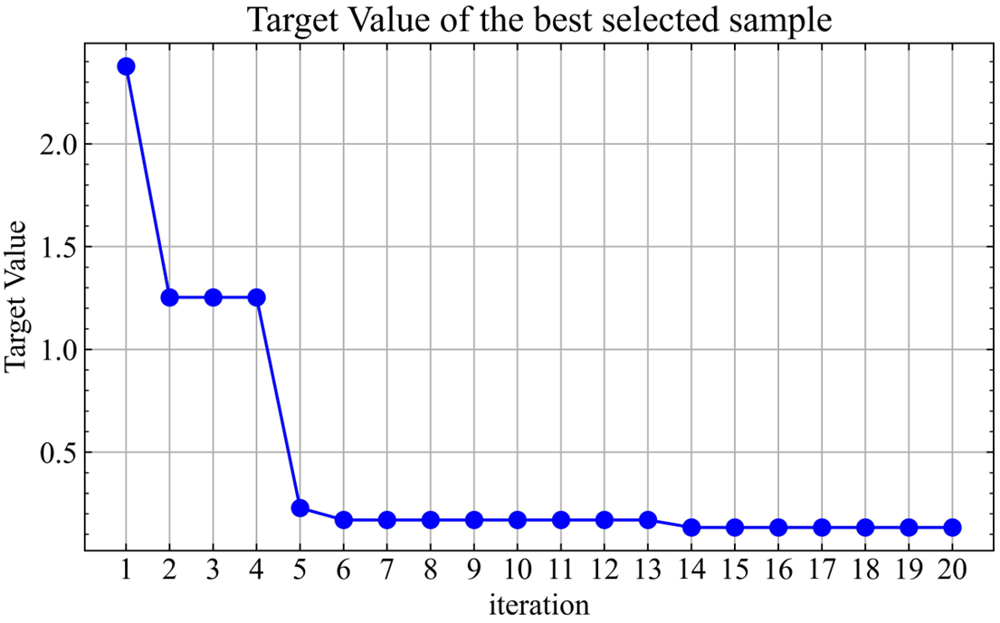 Target Value of the best selected sample
Target Value
2.0
1.5
1.0
0.5
1 2 3 4 5 6 7 8 9 10 11 12 13 14 15 16 17 18 19 20
iteration